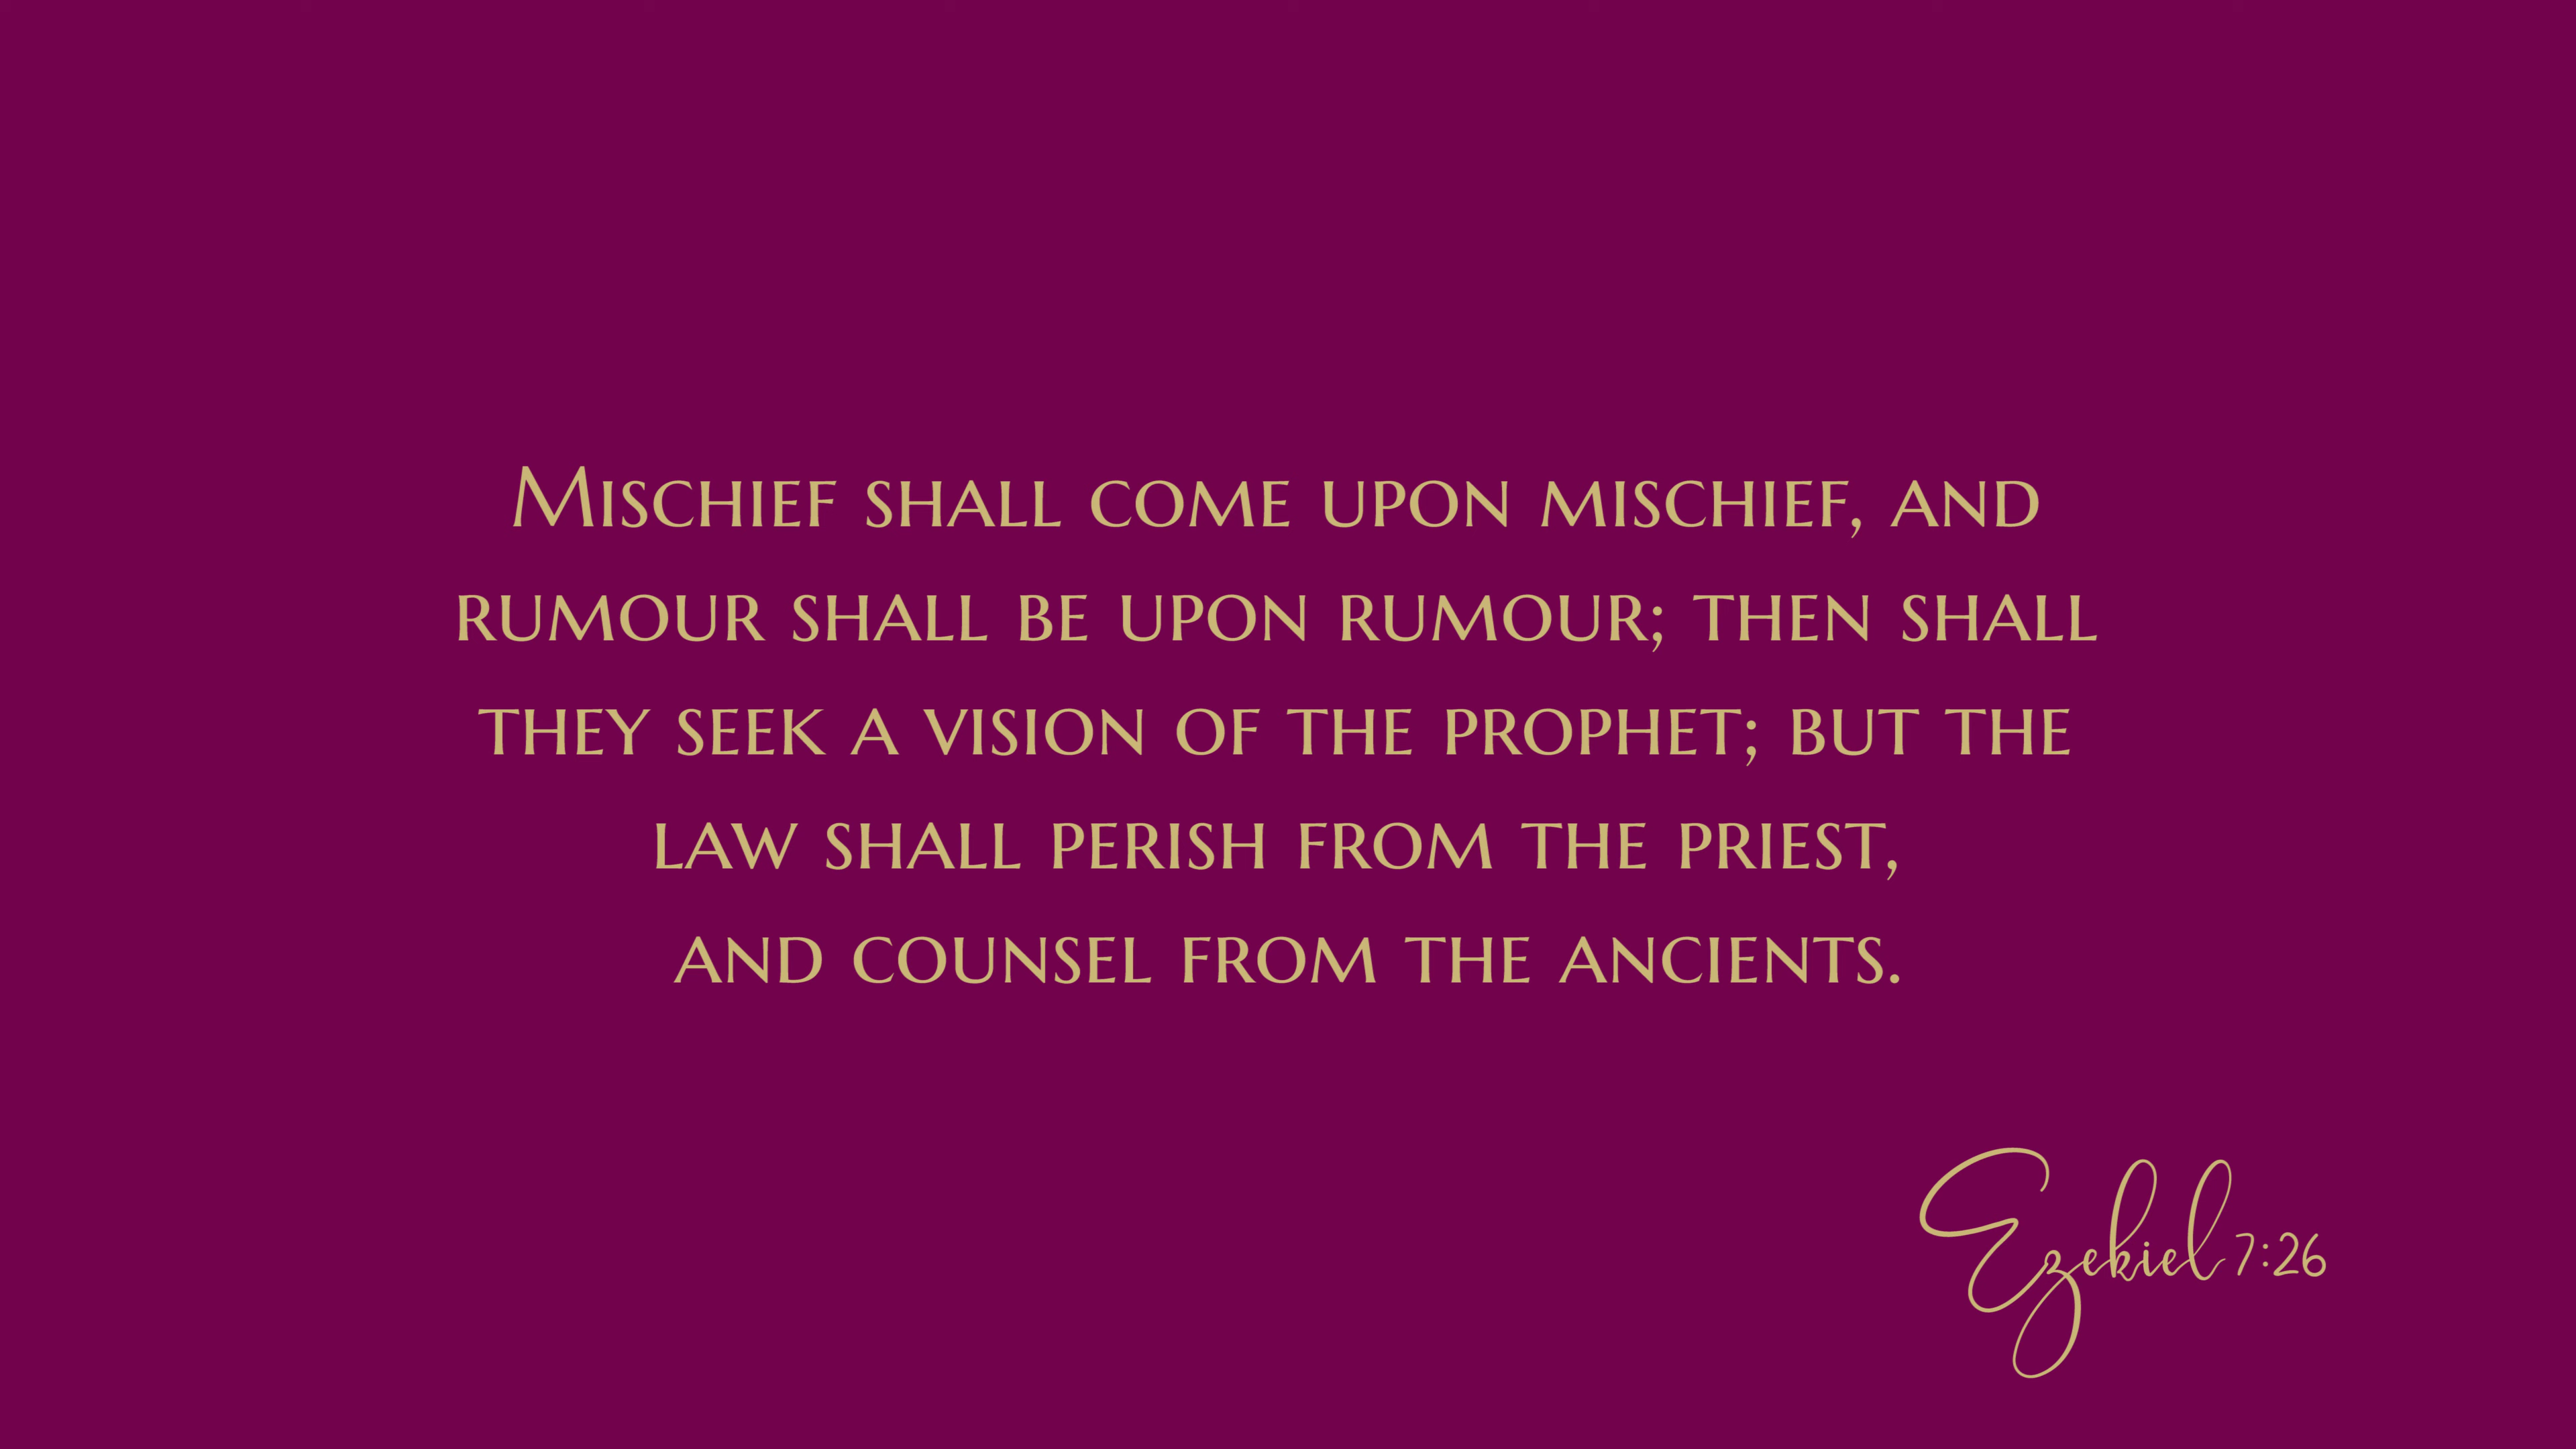 Mischief shall come upon mischief, and
rumour shall be upon rumour; then shall
they seek a vision of the prophet; but the
law shall perish from the priest,
and counsel from the ancients.
Ezekiel 7:26